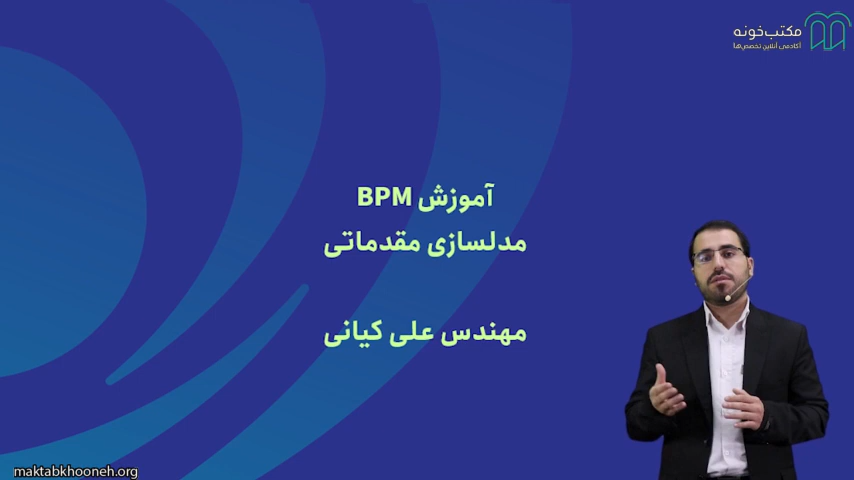 مکتب‌خونه
آکادمی آنلاین تخصص‌ها
آموزش BPM
مدلسازی مقدماتی
مهندس علی کیانی
maktabkhooneh.org